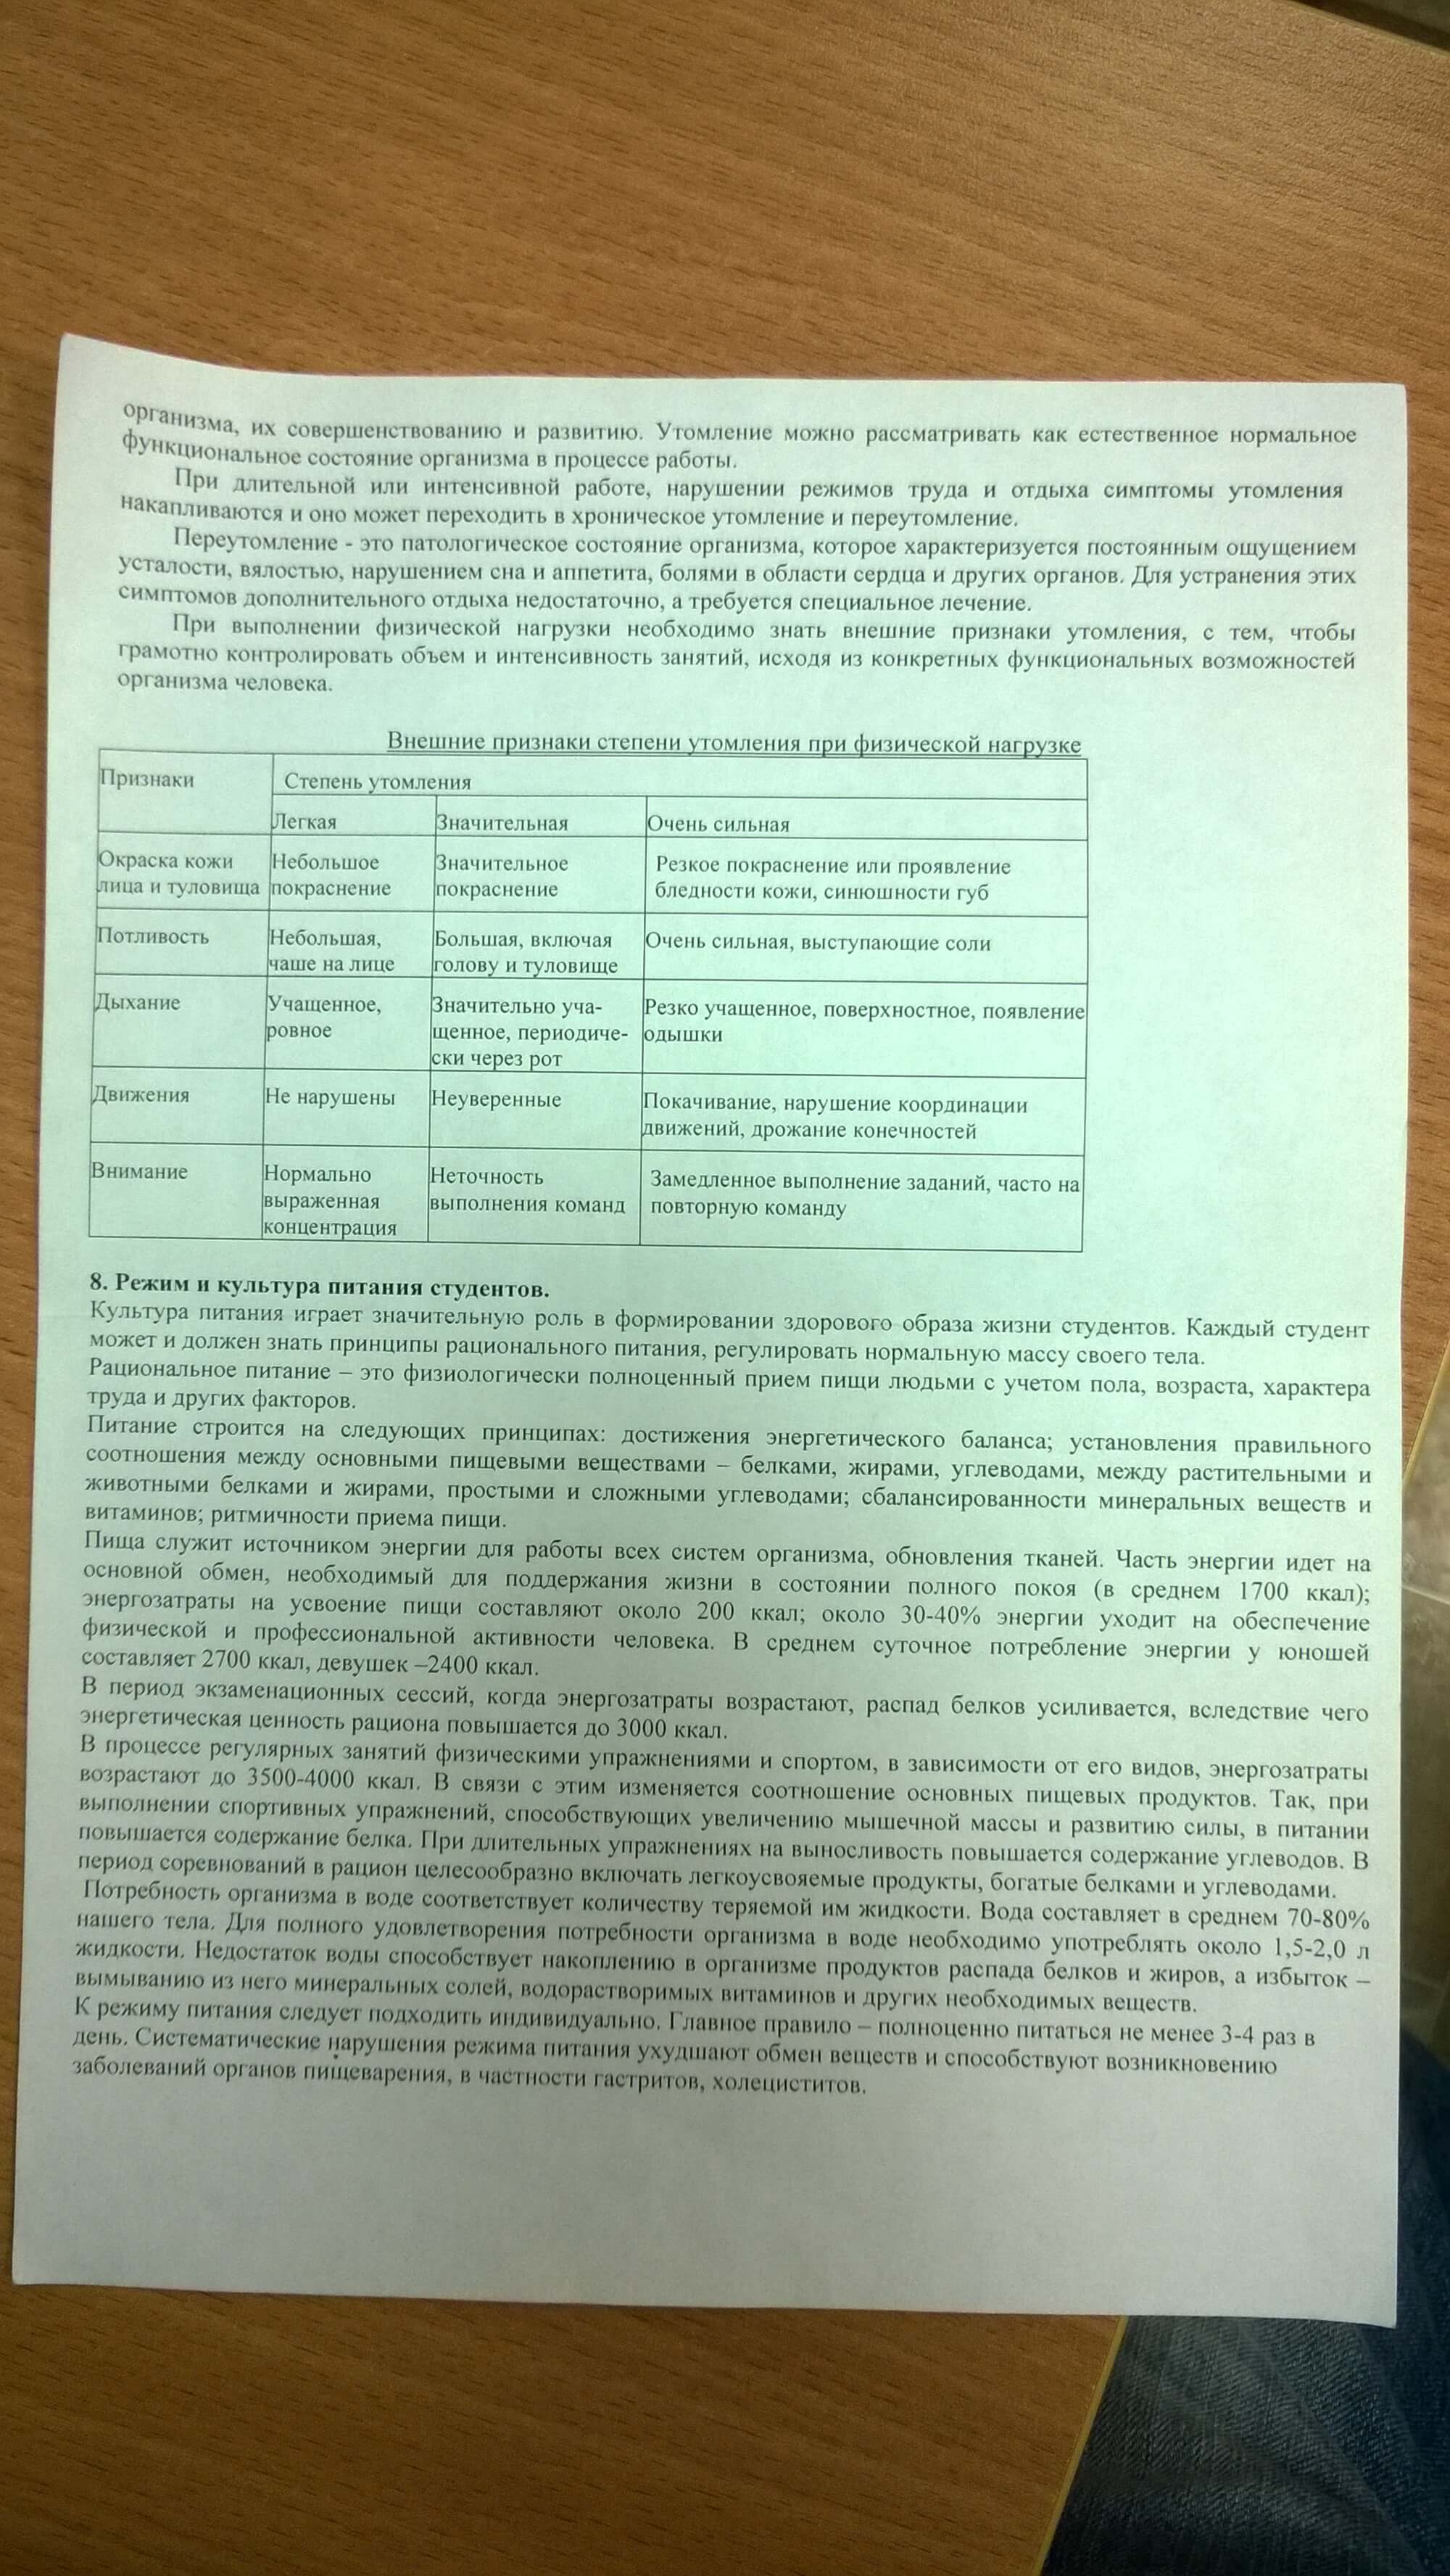 организма, их совершенствованию и развитию. Утомление можно рассматривать как естественное нормальное
функциональное состояние организма в процессе работы.
При длительной или интенсивной работе, нарушении режимов труда и отдыха симптомы утомления
накапливаются и оно может переходить в хроническое утомление и переутомление.
Переутомление - это патологическое состояние организма, которое характеризуется постоянным ощущением
усталости, вялостью, нарушением сна и аппетита, болями в области сердца и других органов. Для устранения этих
симптомов дополнительного отдыха недостаточно, а требуется специальное лечение.
При выполнении физической нагрузки необходимо знать внешние признаки утомления, с тем, чтобы
грамотно контролировать объем и интенсивность занятий, исходя из конкретных функциональных возможностей
организма человека.
Внешние признаки степени утомления при физической нагрузке
Признаки
Степень утомления
Легкая
Значительная
Очень сильная
Окраска кожи
лица и туловища
Небольшое
покраснение
Значительное
покраснение
Резкое покраснение или проявление
бледности кожи, синюшности губ
Потливость
Небольшая,
чаше на лице
Большая, включая
голову и туловище
Очень сильная, выступающие соли
Дыхание
Учащенное,
ровное
Значительно уча-
щенное, периодиче-
ски через рот
Резко учащенное, поверхностное, появление
одышки
Движения
Не нарушены
Неуверенные
Покачивание, нарушение координации
движений, дрожание конечностей
Внимание
Нормально
выраженная
концентрация
Неточность
выполнения команд
Замедленное выполнение заданий, часто на
повторную команду
8. Режим и культура питания студентов.
Культура питания играет значительную роль в формировании здорового образа жизни студентов. Каждый студент
может и должен знать принципы рационального питания, регулировать нормальную массу своего тела.
Рациональное питание – это физиологически полноценный прием пищи людьми с учетом пола, возраста, характера
труда и других факторов.
Питание строится на следующих принципах: достижения энергетического баланса; установления правильного
соотношения между основными пищевыми веществами – белками, жирами, углеводами, между растительными и
животными белками и жирами, простыми и сложными углеводами; сбалансированности минеральных веществ и
витаминов; ритмичности приема пищи.
Пища служит источником энергии для работы всех систем организма, обновления тканей. Часть энергии идет на
основной обмен, необходимый для поддержания жизни в состоянии полного покоя (в среднем 1700 ккал);
энергозатраты на усвоение пищи составляют около 200 ккал; около 30-40% энергии уходит на обеспечение
физической и профессиональной активности человека. В среднем суточное потребление энергии у юношей
составляет 2700 ккал, девушек –2400 ккал.
В период экзаменационных сессий, когда энергозатраты возрастают, распад белков усиливается, вследствие чего
энергетическая ценность рациона повышается до 3000 ккал.
В процессе регулярных занятий физическими упражнениями и спортом, в зависимости от его видов, энергозатраты
возрастают до 3500-4000 ккал. В связи с этим изменяется соотношение основных пищевых продуктов. Так, при
выполнении спортивных упражнений, способствующих увеличению мышечной массы и развитию силы, в питании
повышается содержание белка. При длительных упражнениях на выносливость повышается содержание углеводов. В
период соревнований в рацион целесообразно включать легкоусвояемые продукты, богатые белками и углеводами.
Потребность организма в воде соответствует количеству теряемой им жидкости. Вода составляет в среднем 70-80%
нашего тела. Для полного удовлетворения потребности организма в воде необходимо употреблять около 1,5-2,0 л
жидкости. Недостаток воды способствует накоплению в организме продуктов распада белков и жиров, а избыток –
вымыванию из него минеральных солей, водорастворимых витаминов и других необходимых веществ.
К режиму питания следует подходить индивидуально. Главное правило – полноценно питаться не менее 3-4 раз в
день. Систематические нарушения режима питания ухудшают обмен веществ и способствуют возникновению
заболеваний органов пищеварения, в частности гастритов, холециститов.